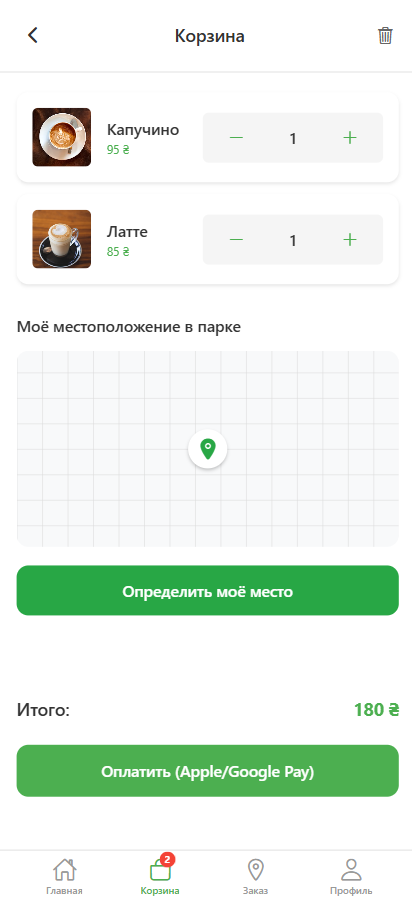 Корзина
Капучино
95 ₴
1
Латте
85 ₴
1
Моё местоположение в парке
Определить моё место
Итого:
180 ₴
Оплатить (Apple/Google Pay)
2
Главная
Корзина
Заказ
Профиль